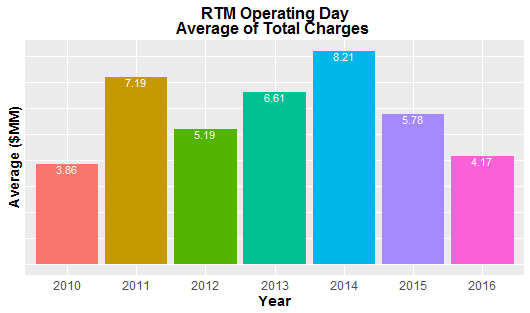 RTM Operating Day
Average of Total Charges
Average ($MM)
3.86
7.19
5.19
6.61
8.21
5.78
4.17
2010 2011 2012 2013 2014 2015 2016
Year